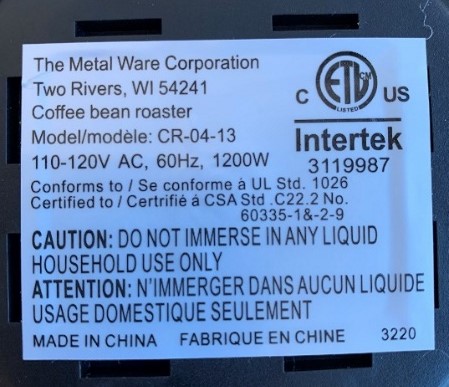 The Metal Ware Corporation
Two Rivers, WI 54241
Coffee bean roaster
Model/modèle: CR-04-13
110-120V AC, 60Hz, 1200W
ETL CM
LISTED
C US
Intertek
3119987
Conforms to / Se conforme à UL Std. 1026
Certified to / Certifié á CSA Std .C22.2 No.
60335-1&-2-9
CAUTION: DO NOT IMMERSE IN ANY LIQUID
HOUSEHOLD USE ONLY
ATTENTION: N'IMMERGER DANS AUCUN LIQUIDE
USAGE DOMESTIQUE SEULEMENT
MADE IN CHINA FABRIQUE EN CHINE 3220